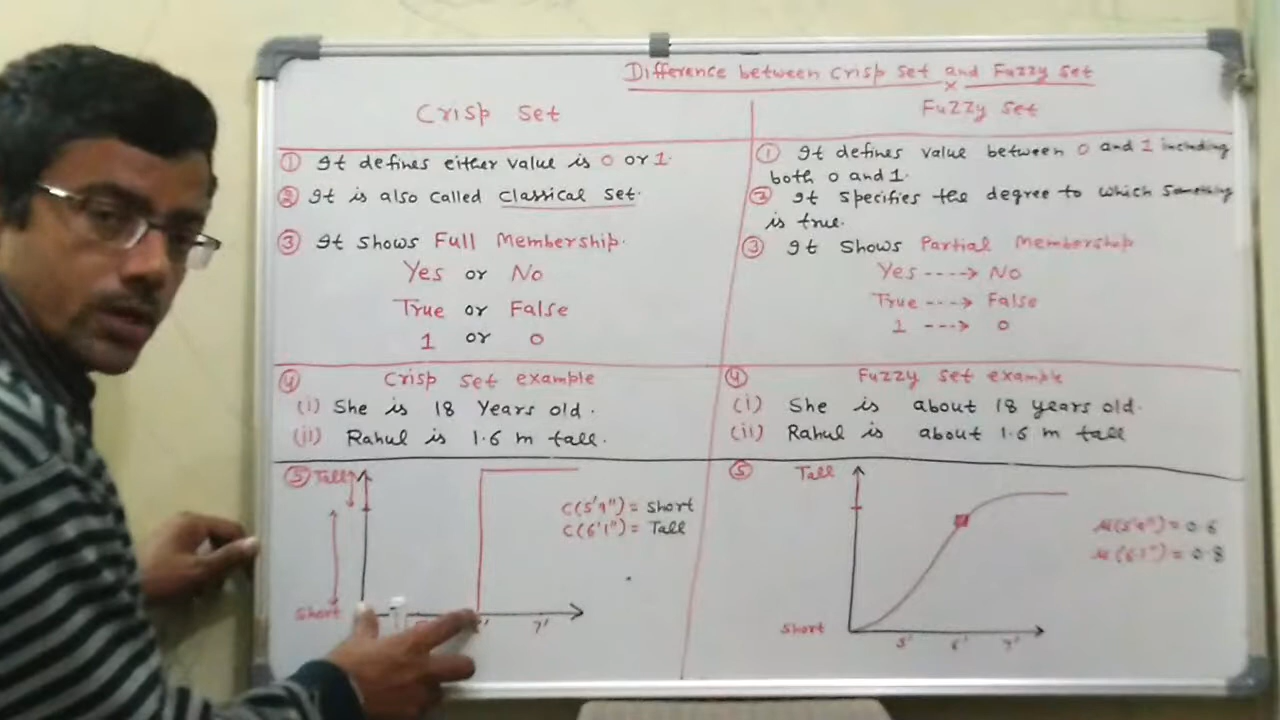 Difference between Crisp Set and Fuzzy Set
Crisp Set
① It defines either value is 0 or 1.
② It is also called Classical Set.
③ It shows Full Membership.
Yes or No
True or False
1 or 0
④ Crisp Set example
(i) She is 18 Years old.
(ii) Rahul is 1.6 m tall.
⑤ Tall
C(5'9") = Short
C(6'1") = Tall
Short
7'
Fuzzy Set
① It defines value between 0 and 1 including
both 0 and 1.
② It specifies the degree to which something
is true.
③ It shows Partial Membership
Yes ----> No
True ---> False
1 ---> 0
④ Fuzzy Set example
(i) She is about 18 years old.
(ii) Rahul is about 1.6 m tall
⑤ Tall
= 0.6
= 0.8
Short
5' 6' 7'